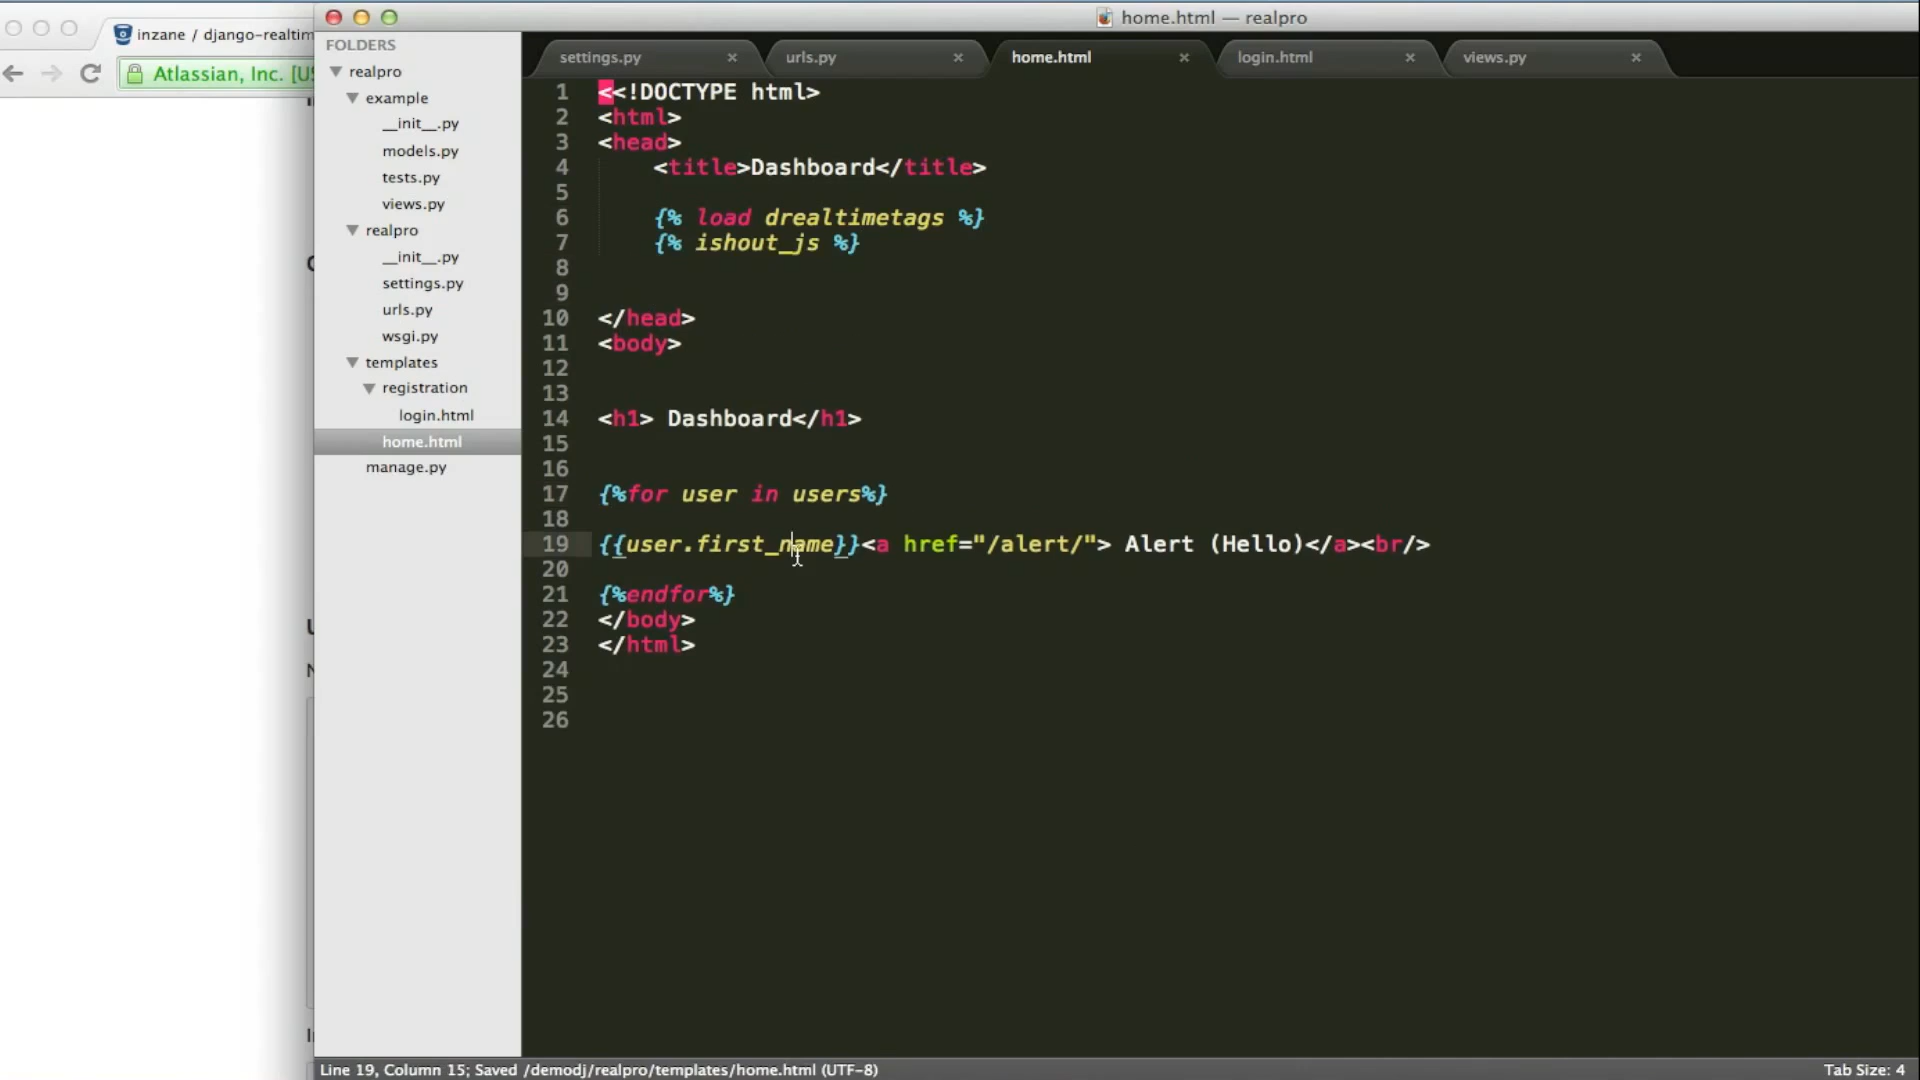 inzane / django-realtim
Atlassian, Inc. [US
home.html — realpro
FOLDERS
realpro
example
__init__.py
models.py
tests.py
views.py
realpro
__init__.py
settings.py
urls.py
wsgi.py
templates
registration
login.html
home.html
manage.py
settings.py
urls.py
home.html
login.html
views.py
1 <<!DOCTYPE html>
2 <html>
3 <head>
4 <title>Dashboard</title>
5
6 {% load drealtimetags %}
7 {% ishout_js %}
8
9
10 </head>
11 <body>
12
13
14 <h1> Dashboard</h1>
15
16
17 {%for user in users%}
18
19 {{user.first_name}}<a href="/alert/"> Alert (Hello)</a><br/>
20
21 {%endfor%}
22 </body>
23 </html>
24
25
26
Line 19, Column 15; Saved /demodj/realpro/templates/home.html (UTF-8)
Tab Size: 4